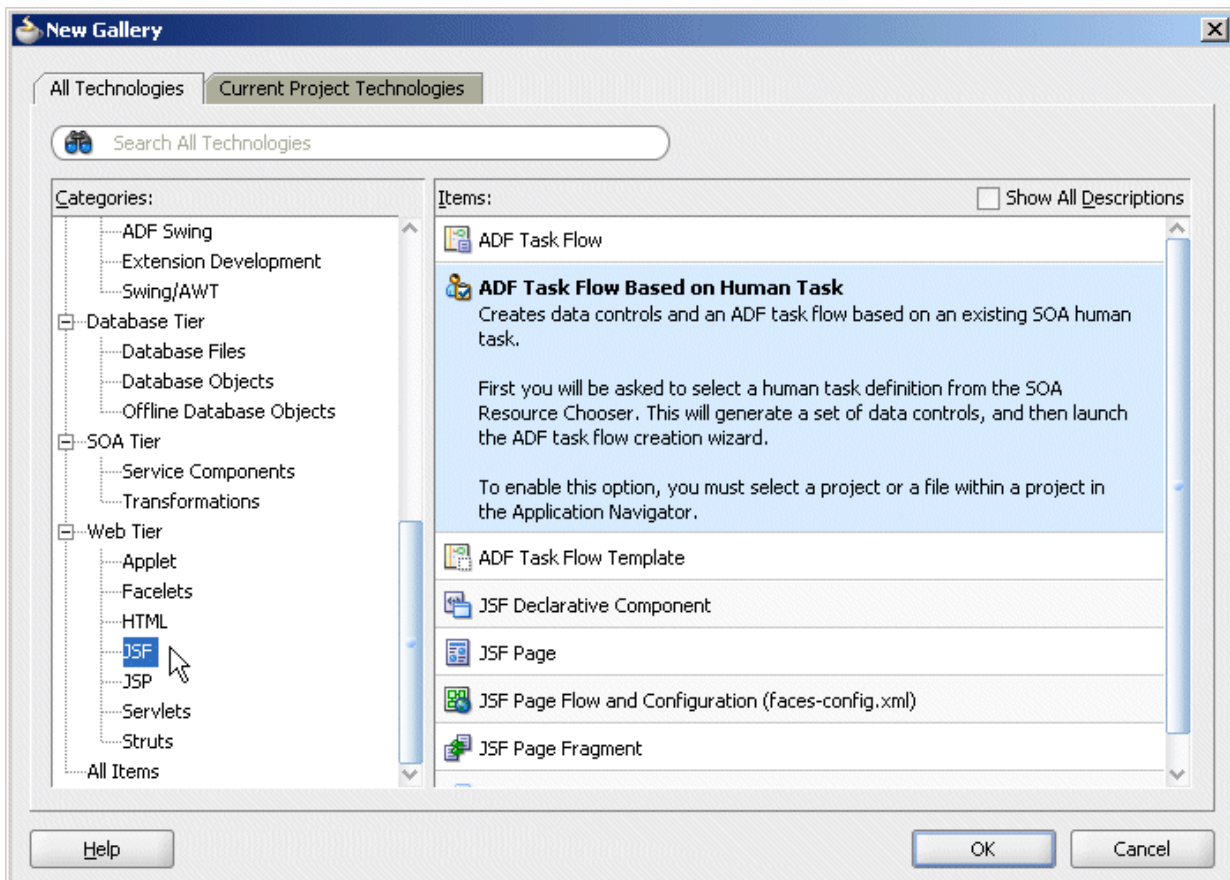 New Gallery
All Technologies
Current Project Technologies
Search All Technologies
Categories:
ADF Swing
Extension Development
Swing/AWT
Database Tier
Database Files
Database Objects
Offline Database Objects
SOA Tier
Service Components
Transformations
Web Tier
Applet
Facelets
HTML
JSF
JSP
Servlets
Struts
All Items
Items:
Show All Descriptions
ADF Task Flow
ADF Task Flow Based on Human Task
Creates data controls and an ADF task flow based on an existing SOA human
task.
First you will be asked to select a human task definition from the SOA
Resource Chooser. This will generate a set of data controls, and then launch
the ADF task flow creation wizard.
To enable this option, you must select a project or a file within a project in
the Application Navigator.
ADF Task Flow Template
JSF Declarative Component
JSF Page
JSF Page Flow and Configuration (faces-config.xml)
JSF Page Fragment
Help
OK
Cancel